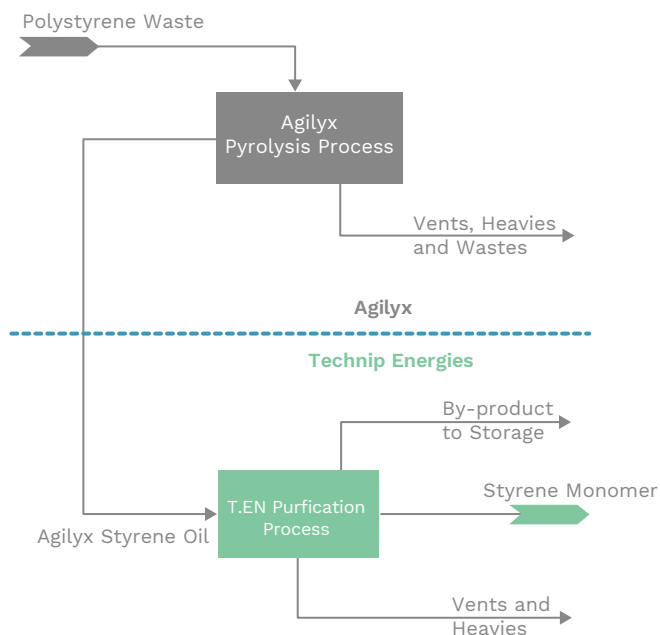 Polystyrene Waste
Agilyx
Pyrolysis Process
Vents, Heavies
and Wastes
Agilyx
Technip Energies
By-product
to Storage
Styrene Monomer
T.EN Purfication
Process
Agilyx Styrene Oil
Vents and
Heavies